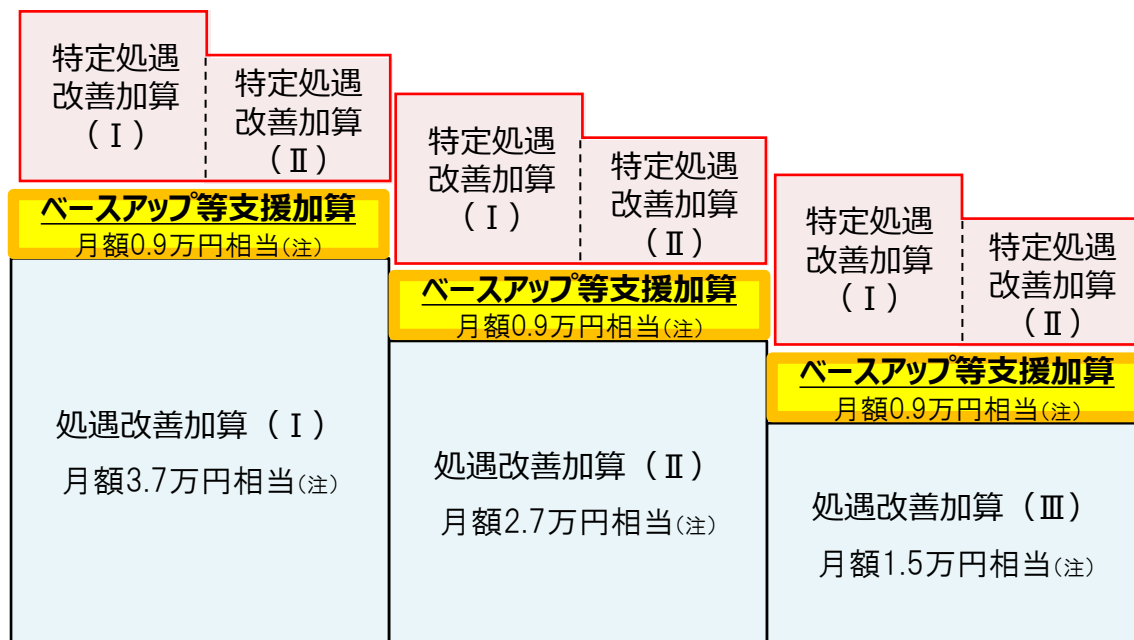 特定処遇
改善加算
（Ⅰ）
特定処遇
改善加算
（Ⅱ）
ベースアップ等支援加算
月額0.9万円相当(注)
処遇改善加算（Ⅰ）
月額3.7万円相当(注)
特定処遇
改善加算
（Ⅰ）
特定処遇
改善加算
（Ⅱ）
ベースアップ等支援加算
月額0.9万円相当(注)
処遇改善加算（Ⅱ）
月額2.7万円相当(注)
特定処遇
改善加算
（Ⅰ）
特定処遇
改善加算
（Ⅱ）
ベースアップ等支援加算
月額0.9万円相当(注)
処遇改善加算（Ⅲ）
月額1.5万円相当(注)